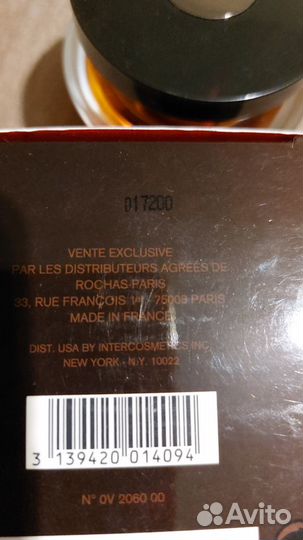 017200
VENTE EXCLUSIVE
PAR LES DISTRIBUTEURS AGRÉES DE
ROCHAS-PARIS
33, RUE FRANÇOIS 1er, 75008 PARIS
MADE IN FRANCE
DIST. USA BY INTERCOSMETICS INC.
NEW YORK - N.Y. 10022
3 139420 014094
N° 0V 2060 00
Avito